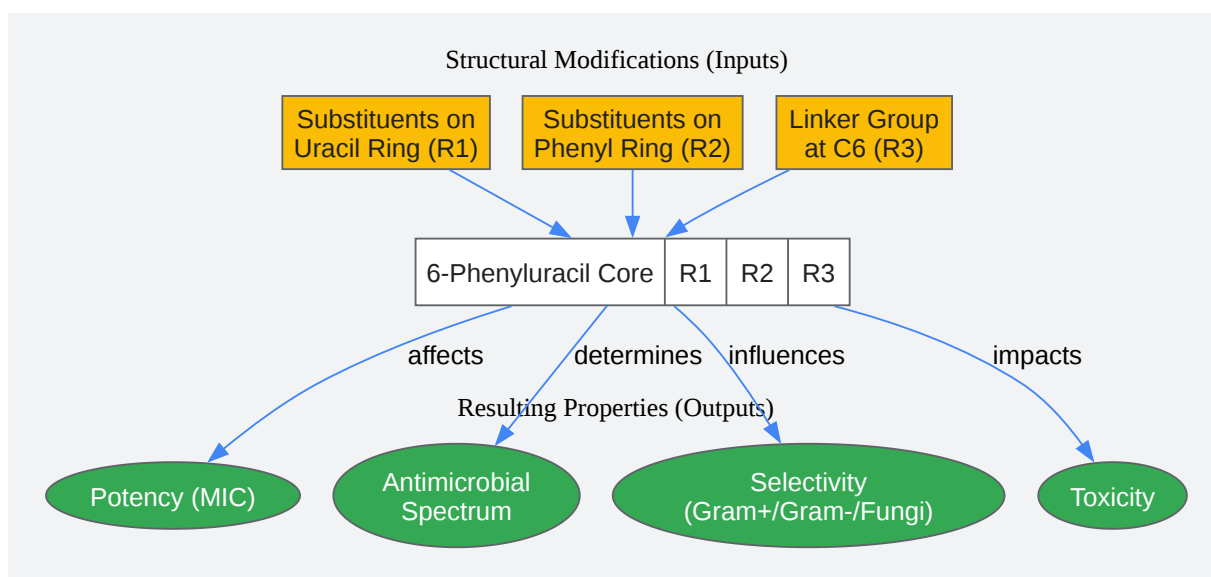 Structural Modifications (Inputs)
Substituents on
Uracil Ring (R1)
Substituents on
Phenyl Ring (R2)
Linker Group
at C6 (R3)
6-Phenyluracil Core
R1
R2
R3
affects
determines
influences
impacts
Resulting Properties (Outputs)
Potency (MIC)
Antimicrobial
Spectrum
Selectivity
(Gram+/Gram-/Fungi)
Toxicity